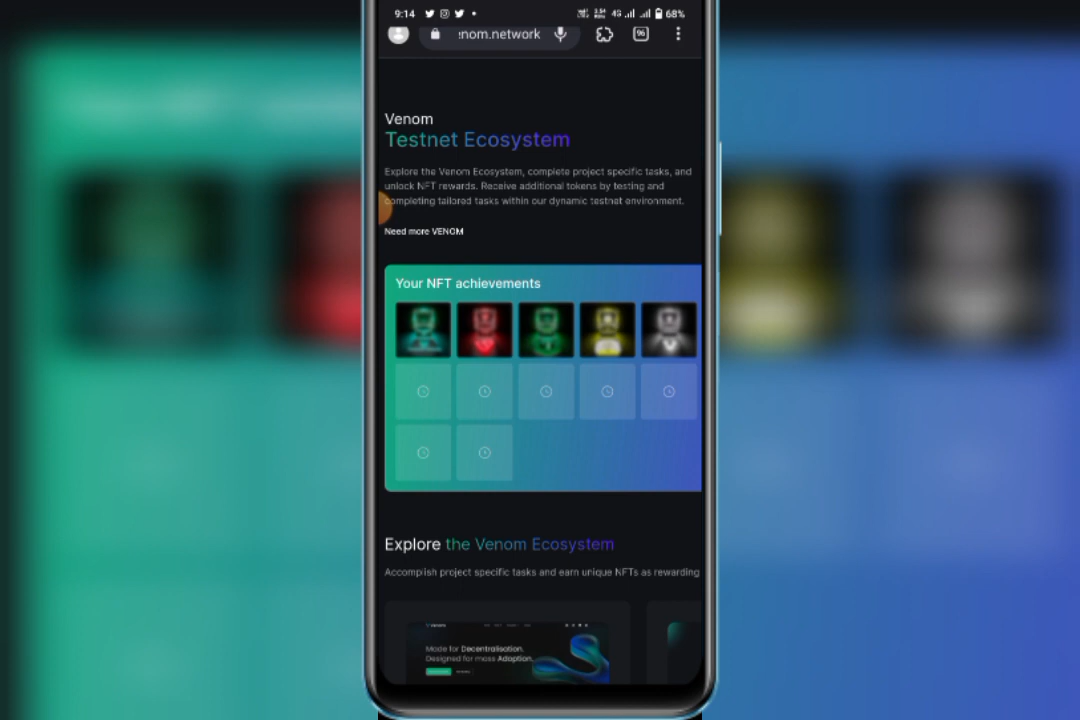 9:14
4G
68%
:nom.network
96
Venom
Testnet Ecosystem
Explore the Venom Ecosystem, complete project specific tasks, and
unlock NFT rewards. Receive additional tokens by testing and
completing tailored tasks within our dynamic testnet environment.
Need more VENOM
Your NFT achievements
Explore the Venom Ecosystem
Accomplish project specific tasks and earn unique NFTs as rewarding
Made for Decentralisation.
Designed for mass Adoption.